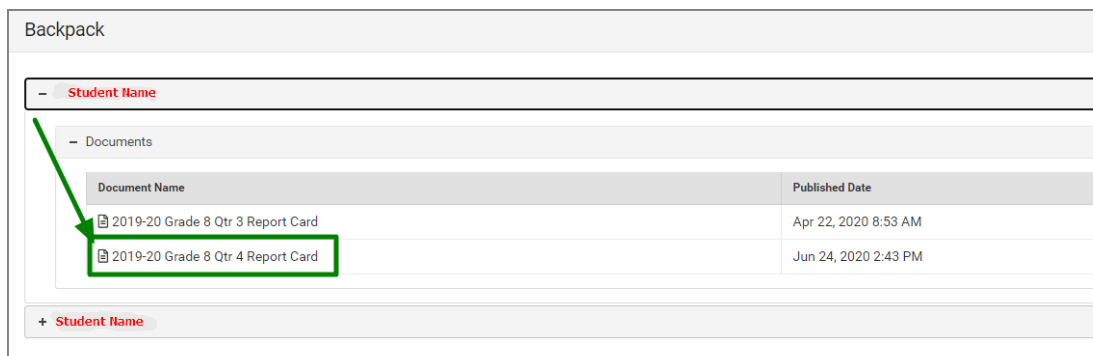 Backpack
− Student Name
− Documents
Document Name Published Date
2019-20 Grade 8 Qtr 3 Report Card Apr 22, 2020 8:53 AM
2019-20 Grade 8 Qtr 4 Report Card Jun 24, 2020 2:43 PM
+ Student Name